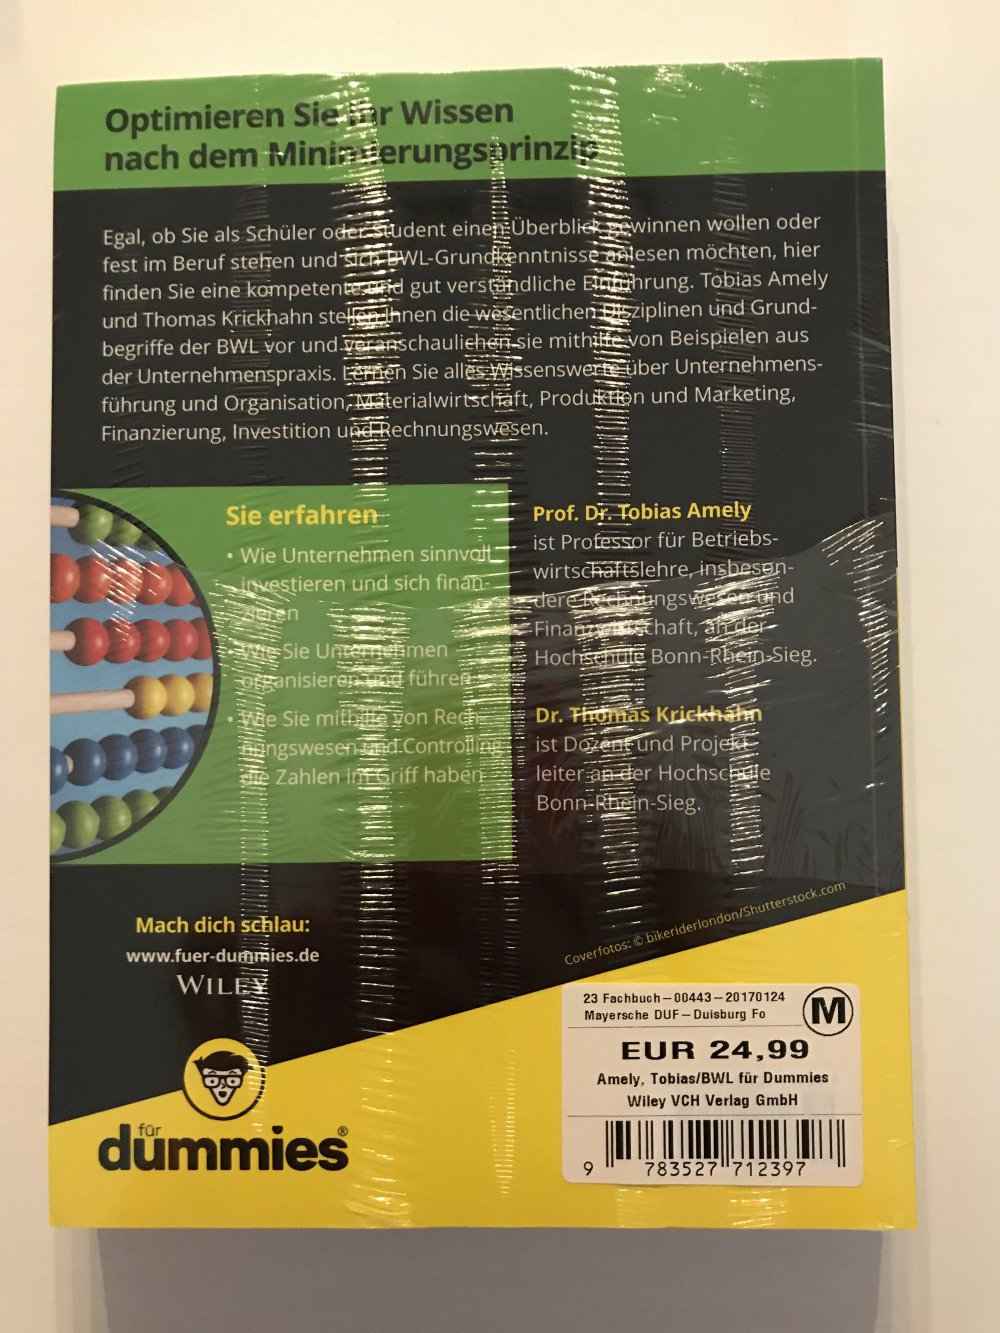 Optimieren Sie Ihr Wissen
nach dem Minimierungsprinzip
Egal, ob Sie als Schüler oder Student einen Überblick gewinnen wollen oder
fest im Beruf stehen und sich BWL-Grundkenntnisse anlesen möchten, hier
finden Sie eine kompetente und gut verständliche Einführung. Tobias Amely
und Thomas Krickhahn stellen Ihnen die wesentlichen Disziplinen und Grund-
begriffe der BWL vor und veranschaulichen sie mithilfe von Beispielen aus
der Unternehmenspraxis. Lernen Sie alles Wissenswerte über Unternehmens-
führung und Organisation, Materialwirtschaft, Produktion und Marketing,
Finanzierung, Investition und Rechnungswesen.
Sie erfahren
• Wie Unternehmen sinnvoll
investieren und sich finan-
zieren
• Wie Sie Unternehmen
organisieren und führen
• Wie Sie mithilfe von Rech-
nungswesen und Controlling
die Zahlen im Griff haben
Prof. Dr. Tobias Amely
ist Professor für Betriebs-
wirtschaftslehre, insbeson-
dere Rechnungswesen und
Finanzwirtschaft, an der
Hochschule Bonn-Rhein-Sieg.
Dr. Thomas Krickhahn
ist Dozent und Projekt-
leiter an der Hochschule
Bonn-Rhein-Sieg.
Mach dich schlau:
www.fuer-dummies.de
WILEY
Coverfotos: © bikeriderlondon/Shutterstock.com
für
dummies®
23 Fachbuch–00443–20170124
Mayersche DUF–Duisburg Fo
M
EUR 24,99
Amely, Tobias/BWL für Dummies
Wiley VCH Verlag GmbH
9 783527 712397